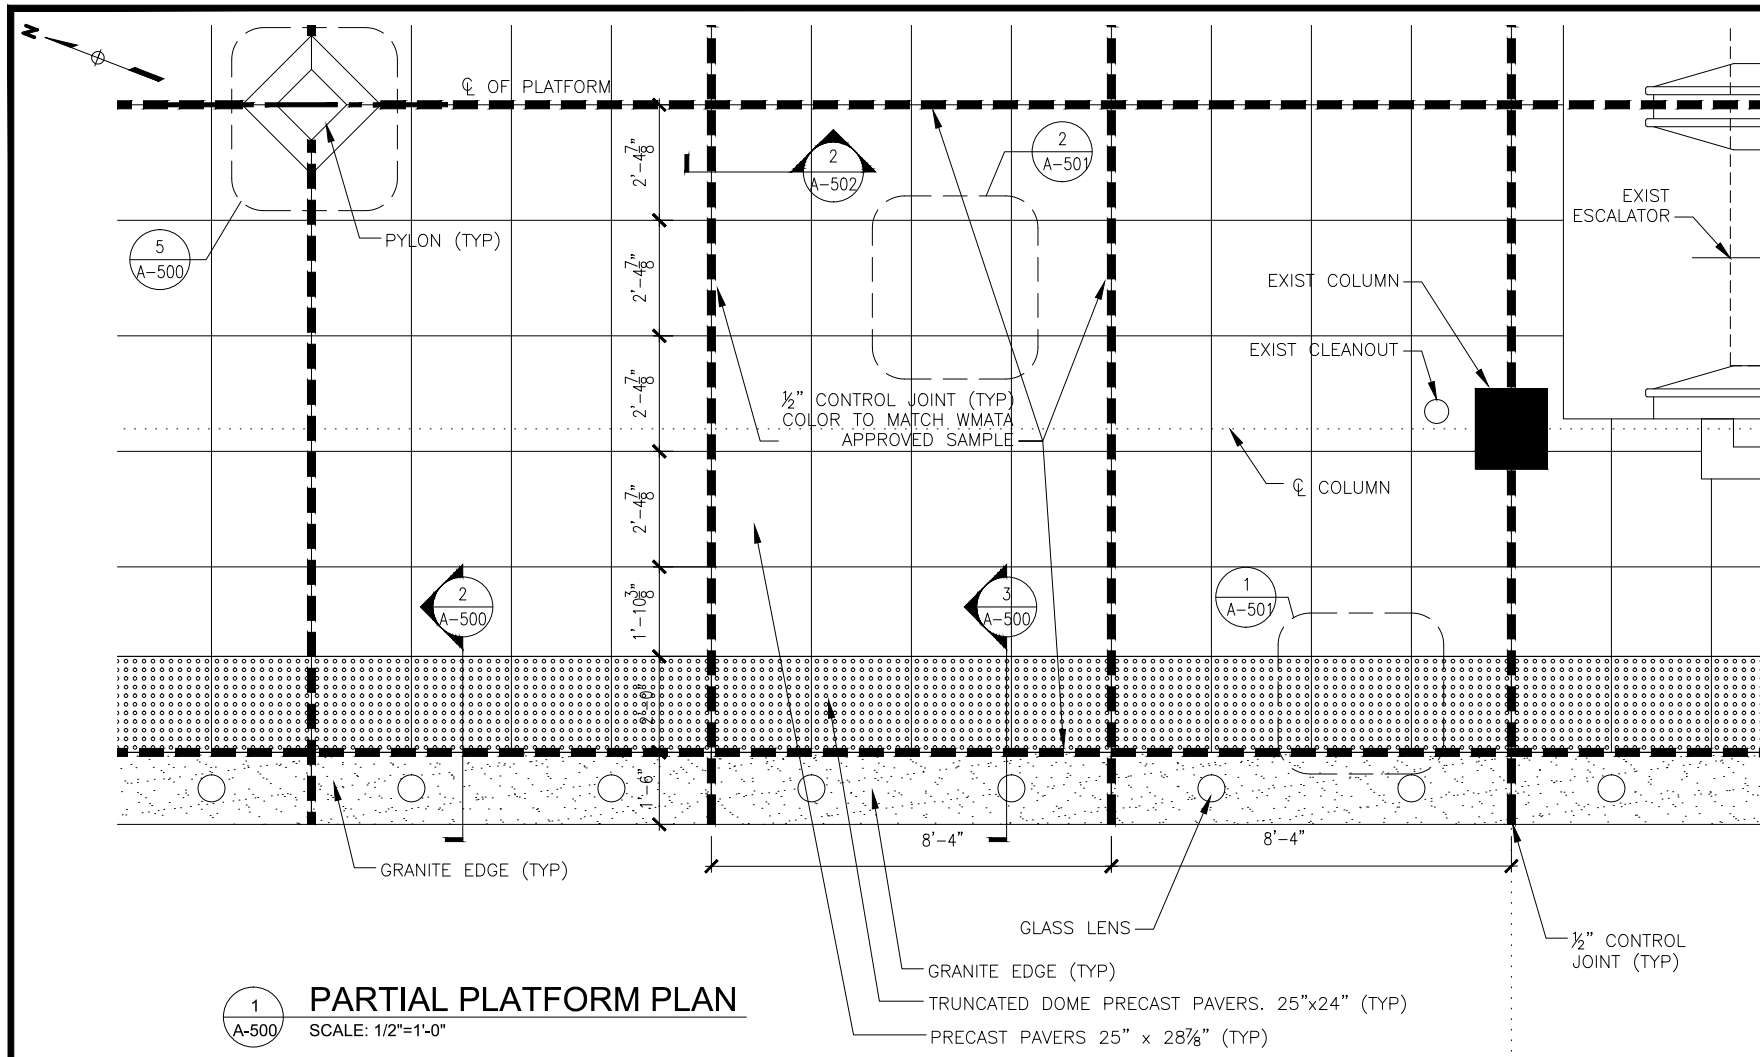 N
℄ OF PLATFORM
2'-4⅞"
2
A-502
2
A-501
EXIST
ESCALATOR
PYLON (TYP)
5
A-500
2'-4⅞"
EXIST COLUMN
EXIST CLEANOUT
2'-4⅞"
½" CONTROL JOINT (TYP)
COLOR TO MATCH WMATA
APPROVED SAMPLE
℄ COLUMN
2'-4⅞"
2
A-500
3
A-500
1
A-501
1'-10⅜"
2'-0"
1'-6"
8'-4"
8'-4"
GRANITE EDGE (TYP)
GLASS LENS
½" CONTROL
JOINT (TYP)
GRANITE EDGE (TYP)
TRUNCATED DOME PRECAST PAVERS. 25"x24" (TYP)
PRECAST PAVERS 25" x 28⅞" (TYP)
1
A-500
PARTIAL PLATFORM PLAN
SCALE: 1/2"=1'-0"